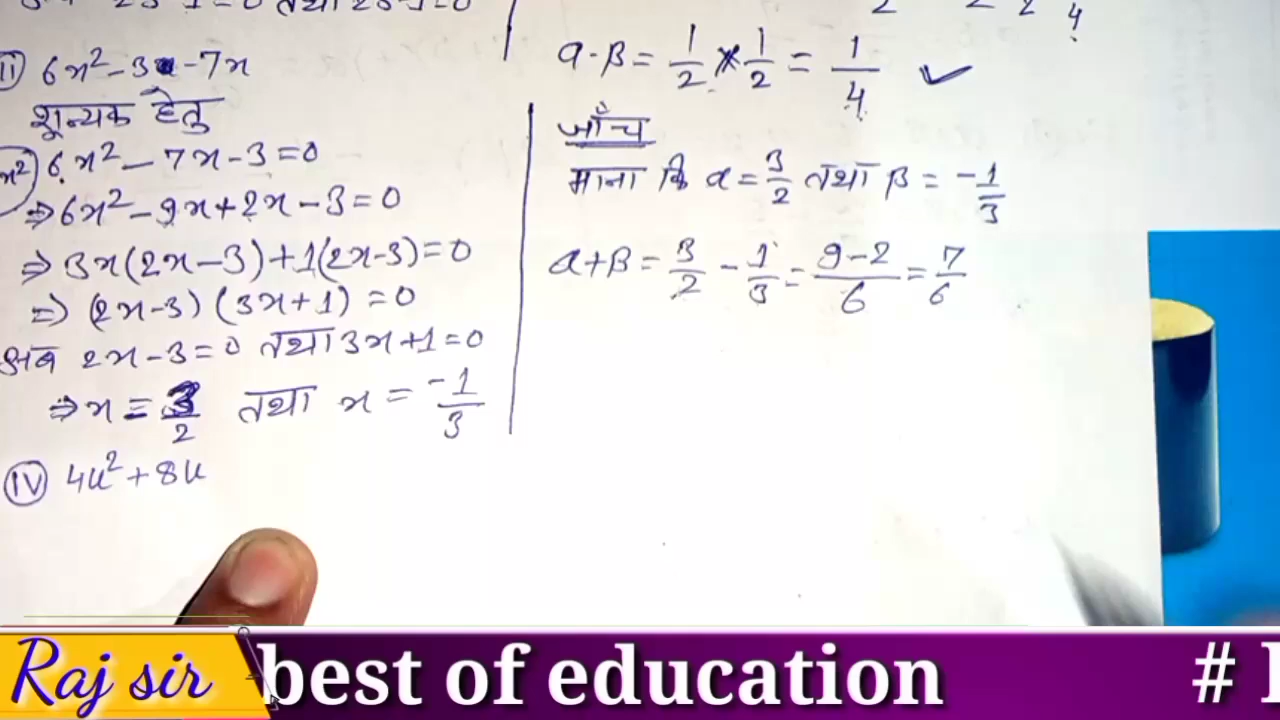 ii) 6x² - 3 - 7x
शून्यक हेतु
x²) 6x² - 7x - 3 = 0
⇒ 6x² - 9x + 2x - 3 = 0
⇒ 3x(2x - 3) + 1(2x - 3) = 0
⇒ (2x - 3) (3x + 1) = 0
अब 2x - 3 = 0 तथा 3x + 1 = 0
⇒ x = 3/2 तथा x = -1/3
(iv) 4u² + 8u
α·β = 1/2 × 1/2 = 1/4 ✓
जाँच
माना कि α = 3/2 तथा β = -1/3
α + β = 3/2 - 1/3 = 9-2/6 = 7/6
Raj sir
best of education
#